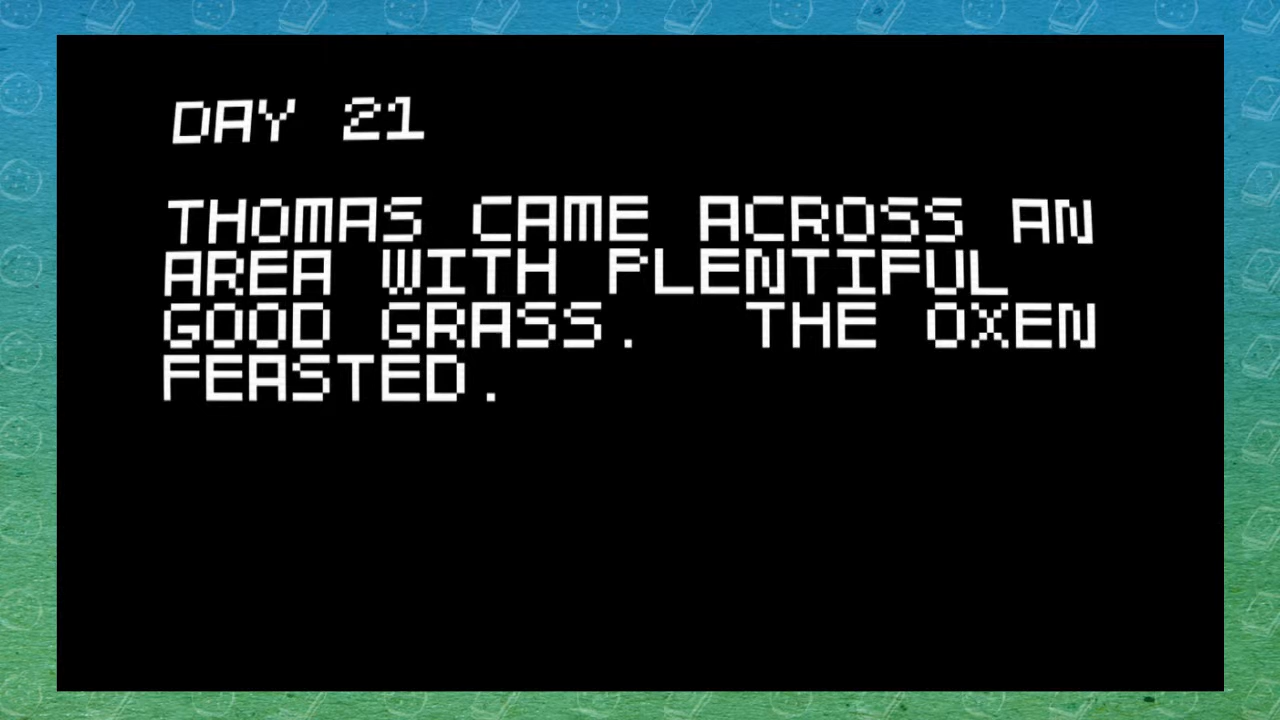 DAY 21
THOMAS CAME ACROSS AN
AREA WITH PLENTIFUL
GOOD GRASS.  THE OXEN
FEASTED.